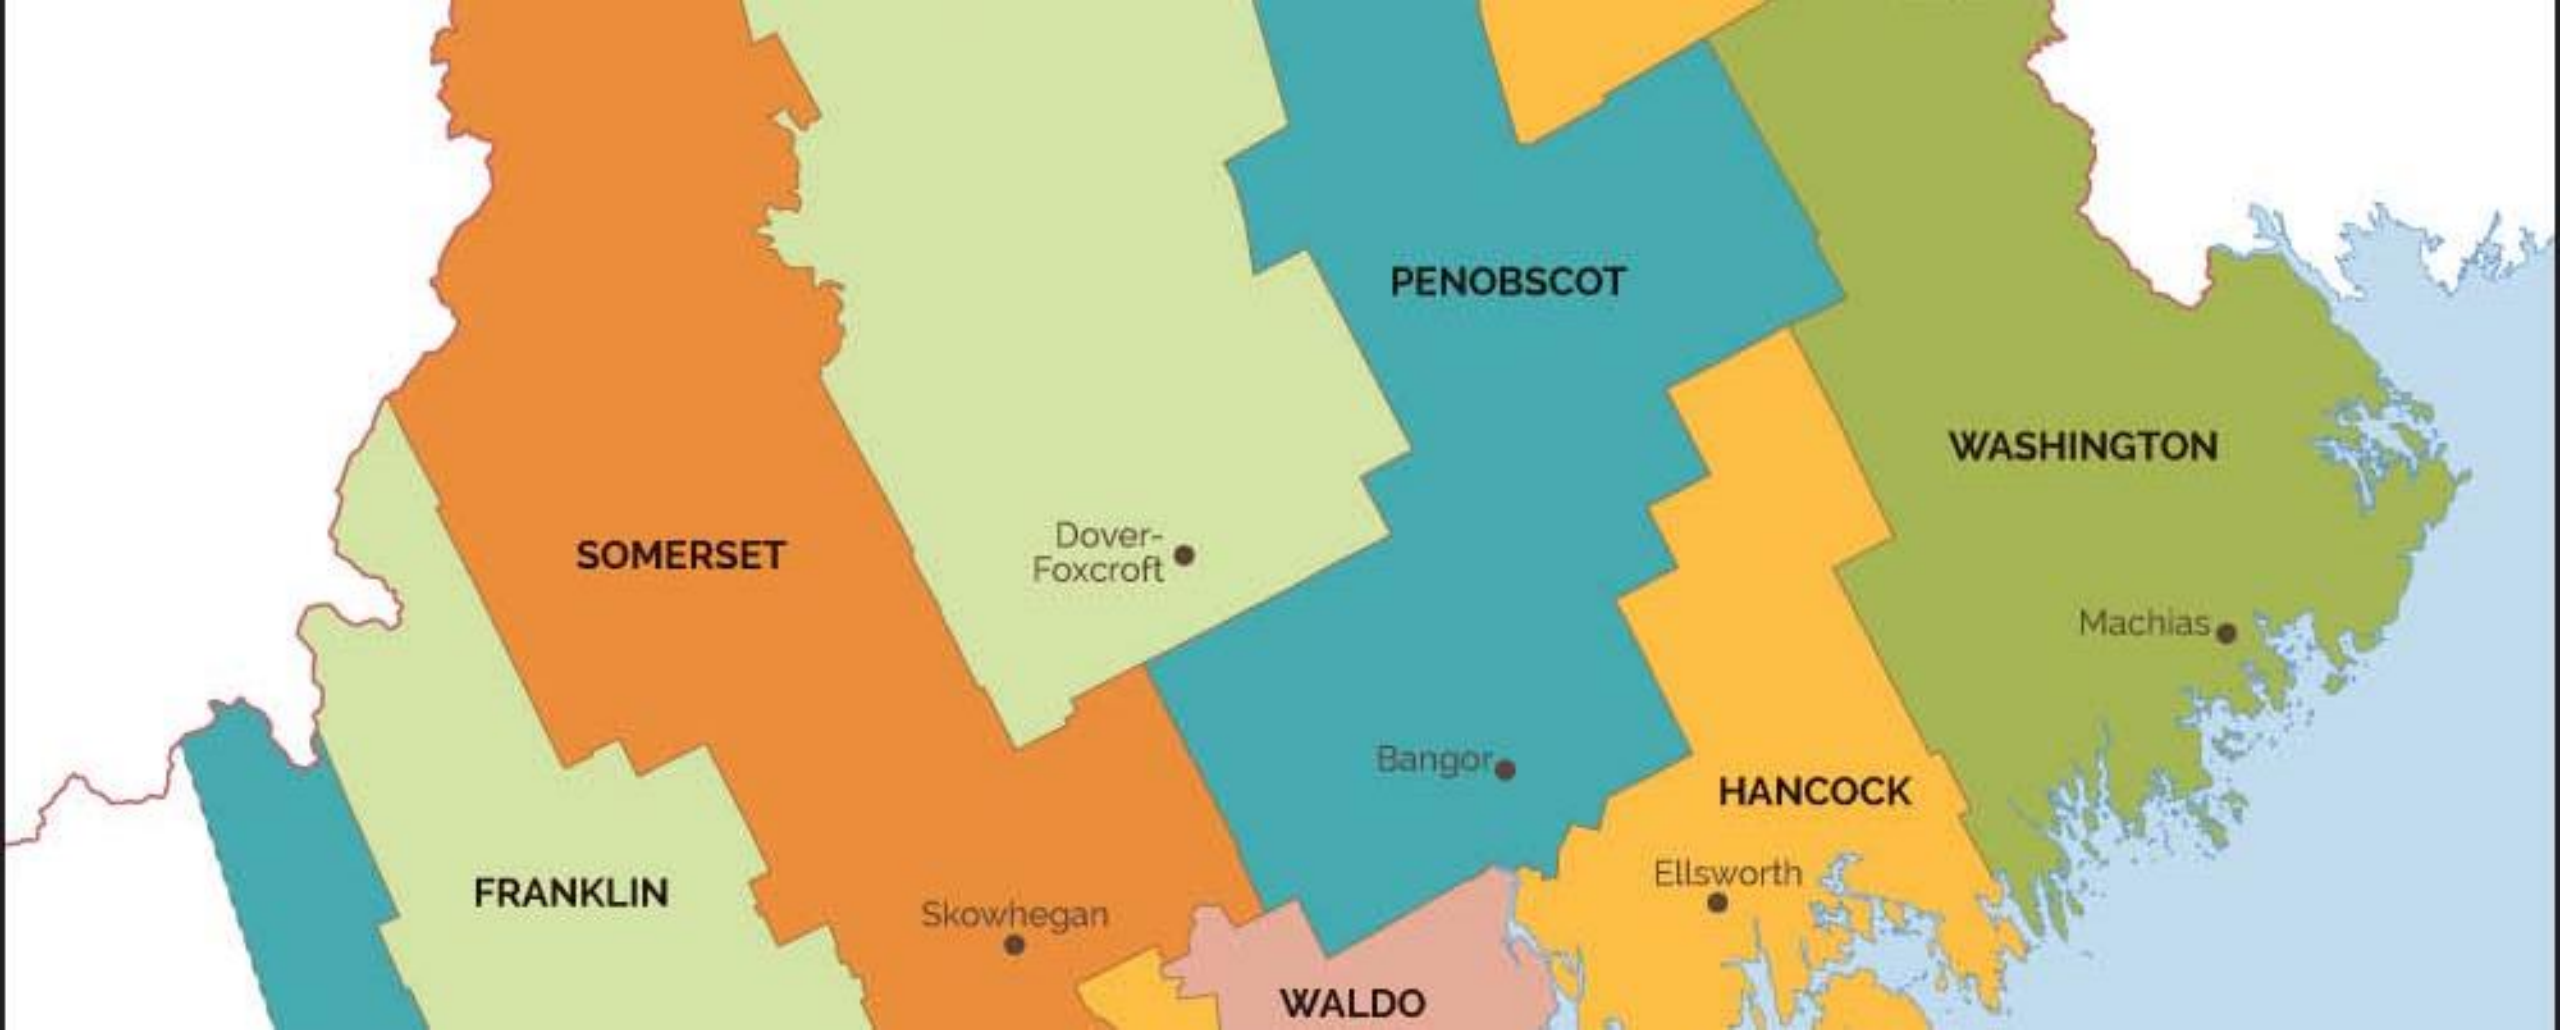 PENOBSCOT
WASHINGTON
SOMERSET
Dover-
Foxcroft
Machias
Bangor
HANCOCK
FRANKLIN
Ellsworth
Skowhegan
WALDO